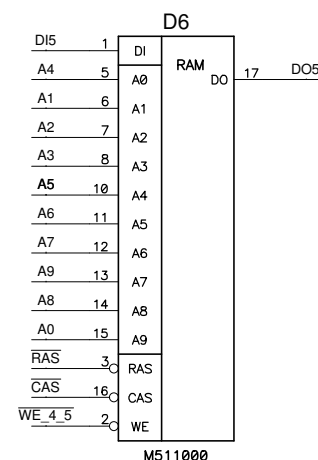 D6
DI5 1 DI RAM
A4 5 A0 DO 17 DO5
A1 6 A1
A2 7 A2
A3 8 A3
A5 10 A4
A6 11 A5
A7 12 A6
A9 13 A7
A8 14 A8
A0 15 A9
RAS 3 RAS
CAS 16 CAS
WE_4_5 2 WE
M511000